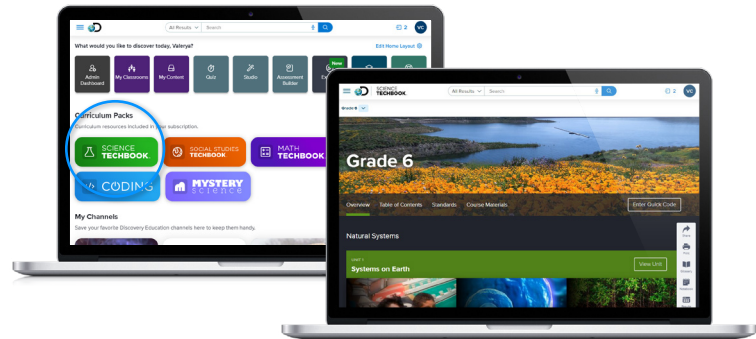 All Results Search
2 VC
What would you like to discover today, Valerya?
Edit Home Layout
Admin Dashboard
My Classrooms
My Content
Quiz
Studio
Assessment Builder
New
Curriculum Packs
Curriculum resources included in your subscription.
SCIENCE
TECHBOOK
SOCIAL STUDIES
TECHBOOK
MATH
TECHBOOK
CODING
MYSTERY
science
My Channels
Save your favorite Discovery Education channels here to keep them handy.
SCIENCE
TECHBOOK
All Results Search
2 VC
Grade 6
Grade 6
Overview Table of Contents Standards Course Materials
Enter Quick Code
Natural Systems
UNIT 1
Systems on Earth
View Unit
Print